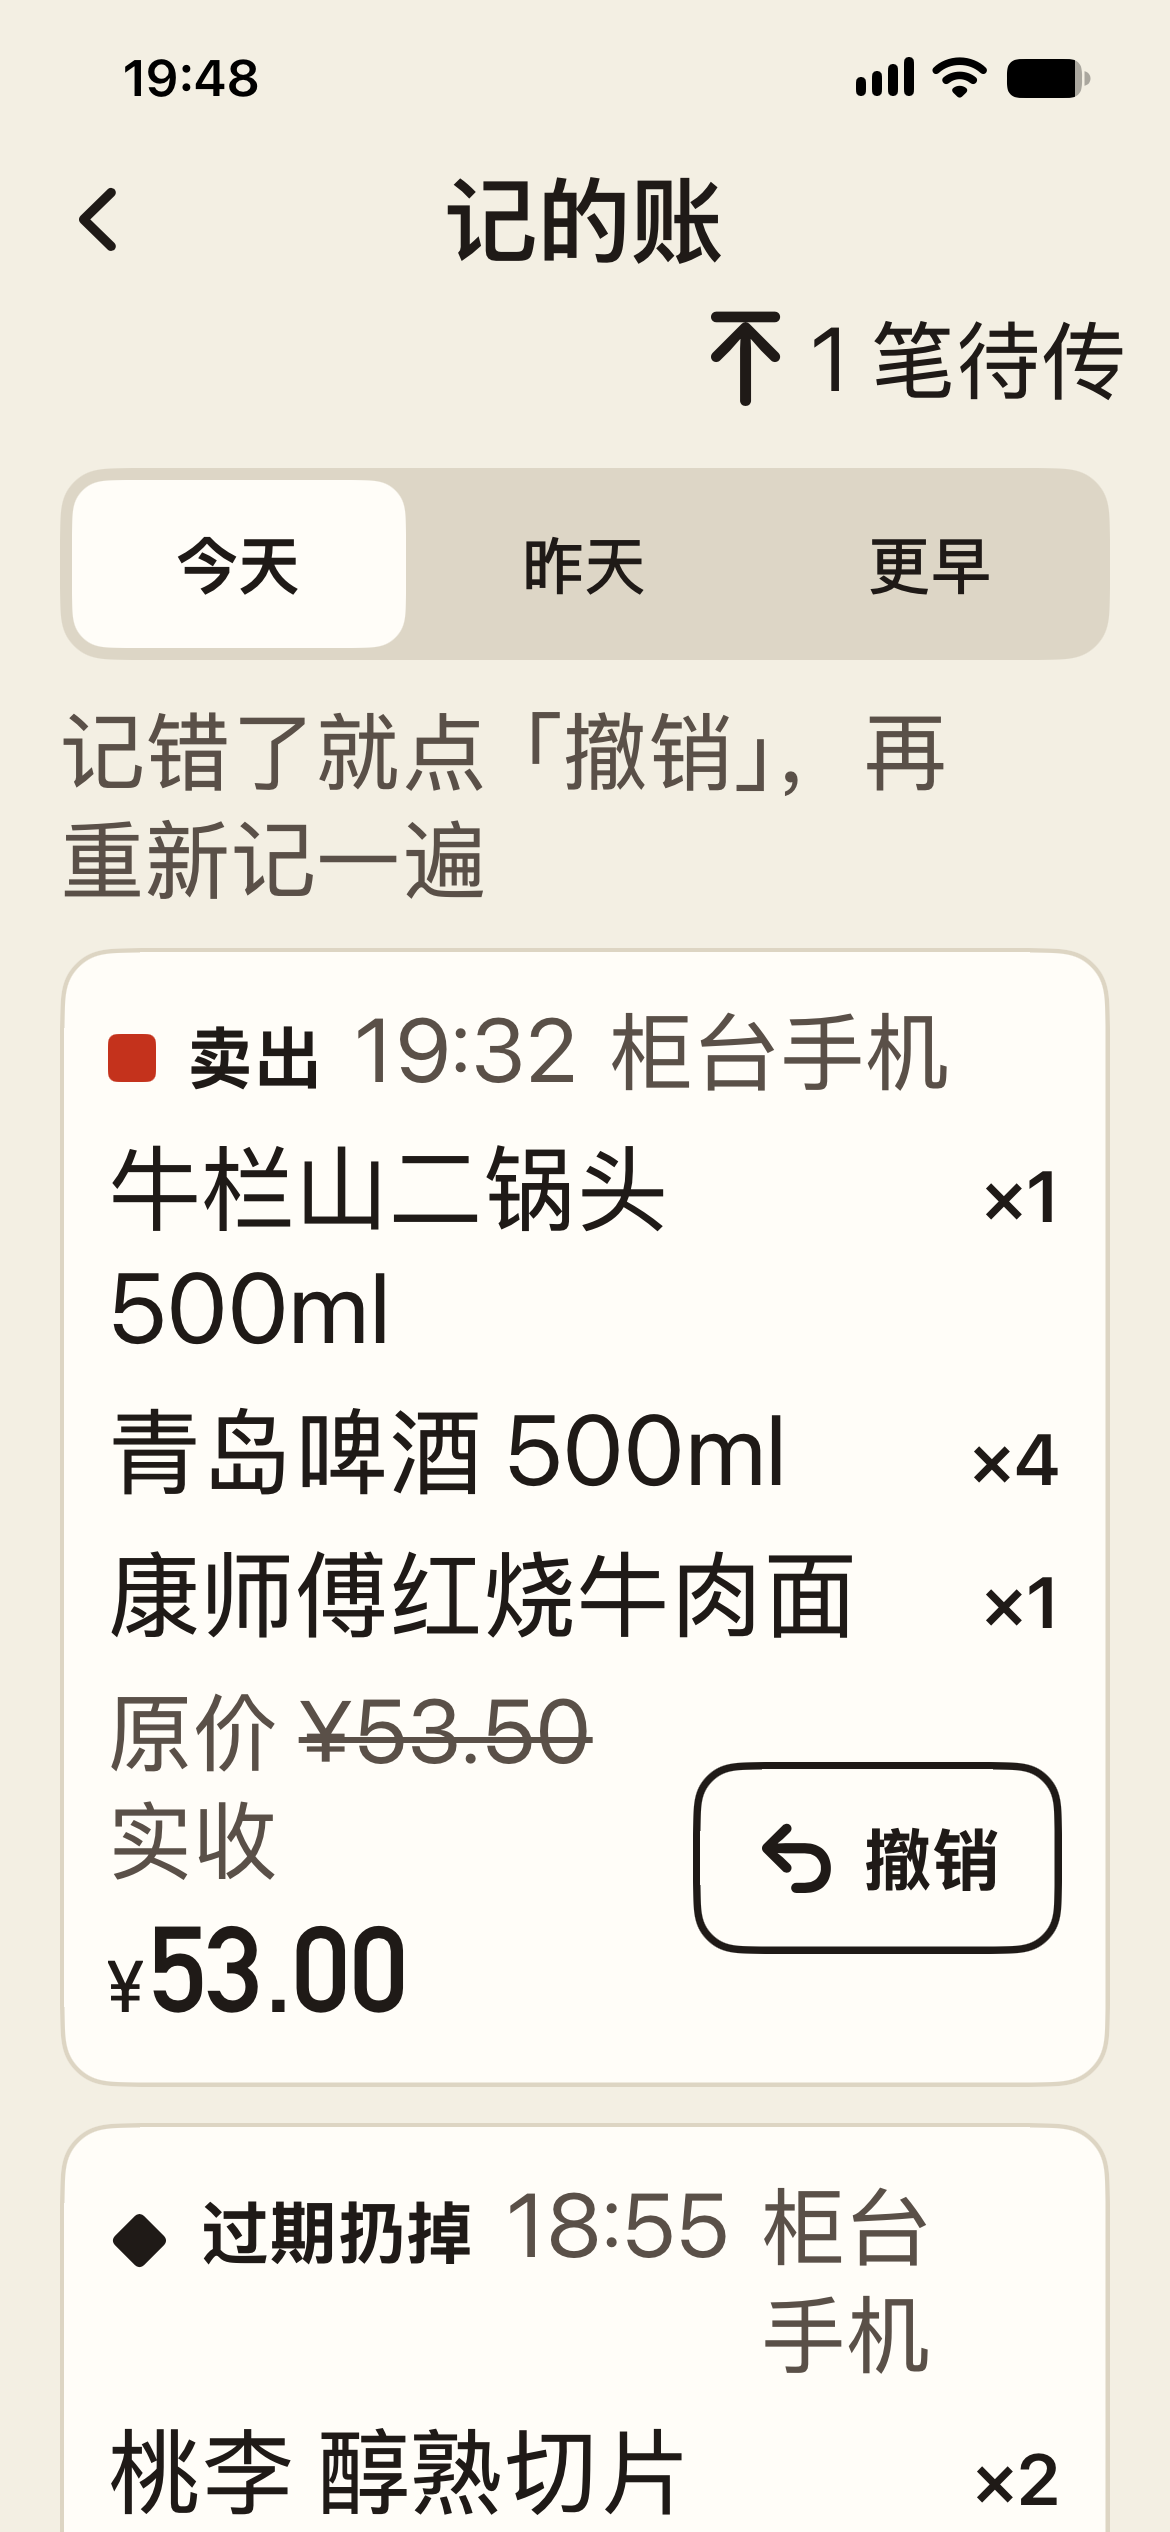 19:48
记的账
1 笔待传
今天 昨天 更早
记错了就点「撤销」，再
重新记一遍
卖出 19:32 柜台手机
牛栏山二锅头 ×1
500ml
青岛啤酒 500ml ×4
康师傅红烧牛肉面 ×1
原价 ¥53.50
实收
撤销
¥53.00
过期扔掉 18:55 柜台
手机
桃李 醇熟切片 ×2